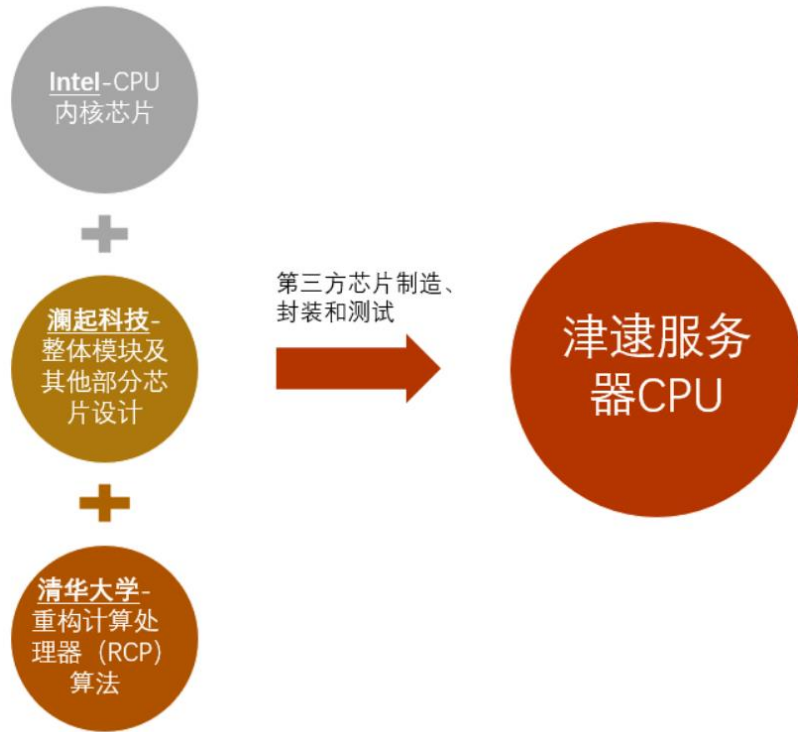 Intel-CPU
内核芯片
澜起科技-
整体模块及
其他部分芯
片设计
清华大学-
重构计算处
理器（RCP）
算法
第三方芯片制造、
封装和测试
津逮服务
器CPU